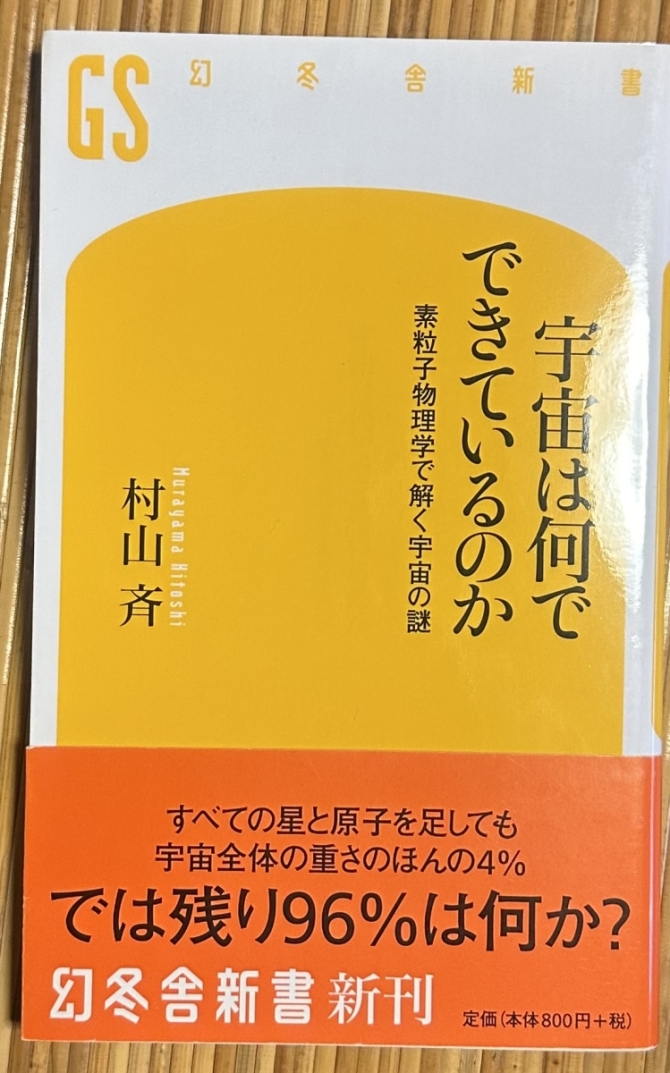 GS
幻冬舎新書
宇宙は何で
できているのか
素粒子物理学で解く宇宙の謎
村山 斉
Murayama Hitoshi
すべての星と原子を足しても
宇宙全体の重さのほんの4%
では残り96%は何か?
幻冬舎新書 新刊
定価(本体800円+税)